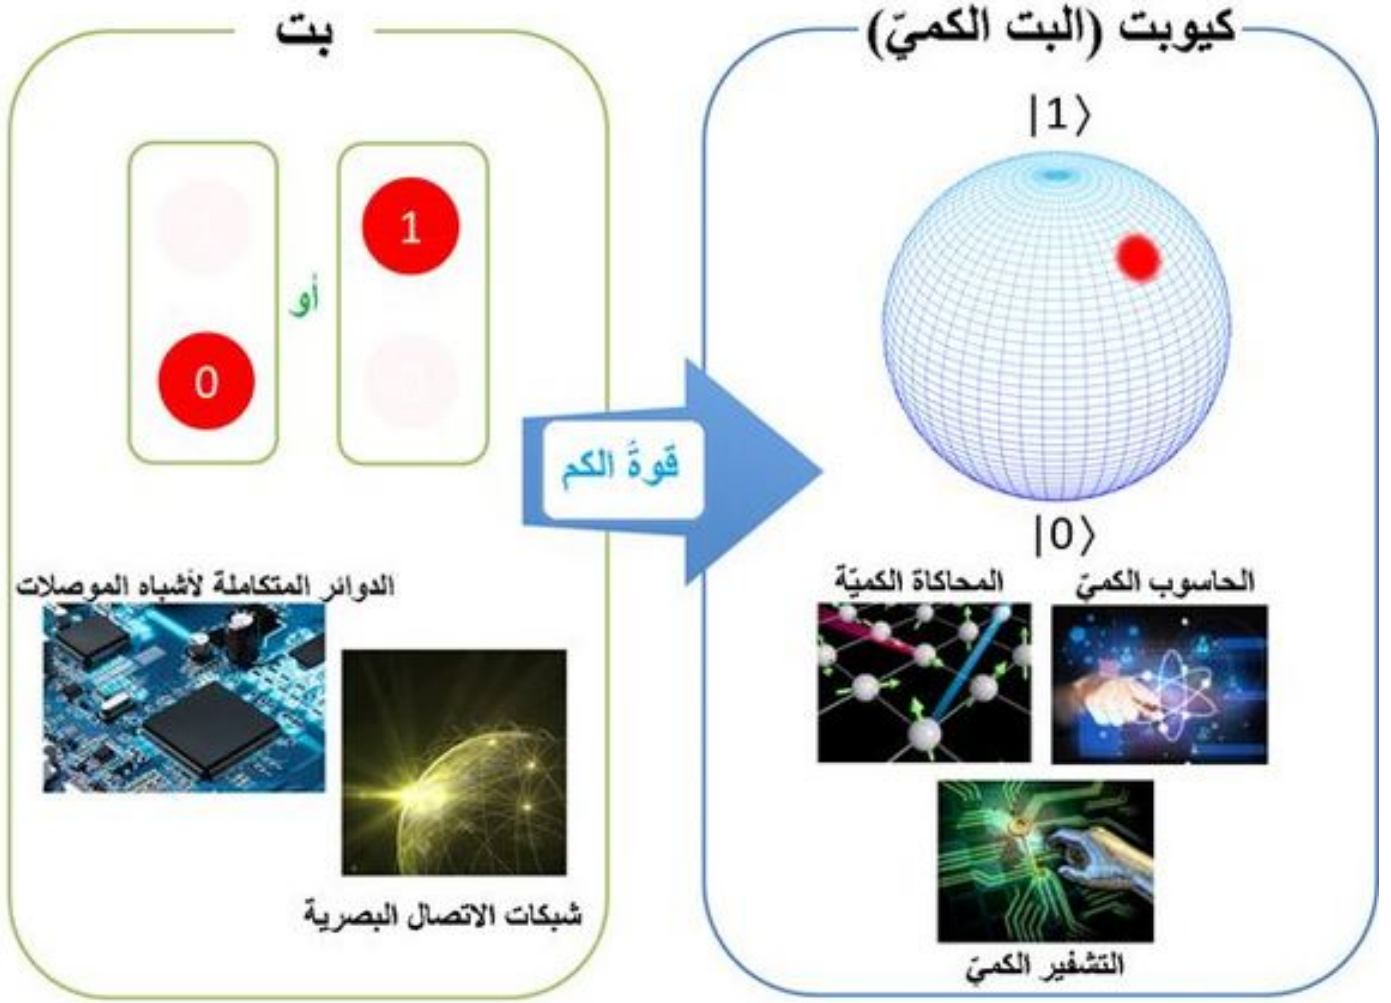 بت
كيوبت (البت الكميّ)
1
0
أو
1
|1⟩
قوةُ الكم
|0⟩
الدوائر المتكاملة لأشباه الموصلات
شبكات الاتصال البصرية
المحاكاة الكميّة
الحاسوب الكميّ
التشفير الكميّ